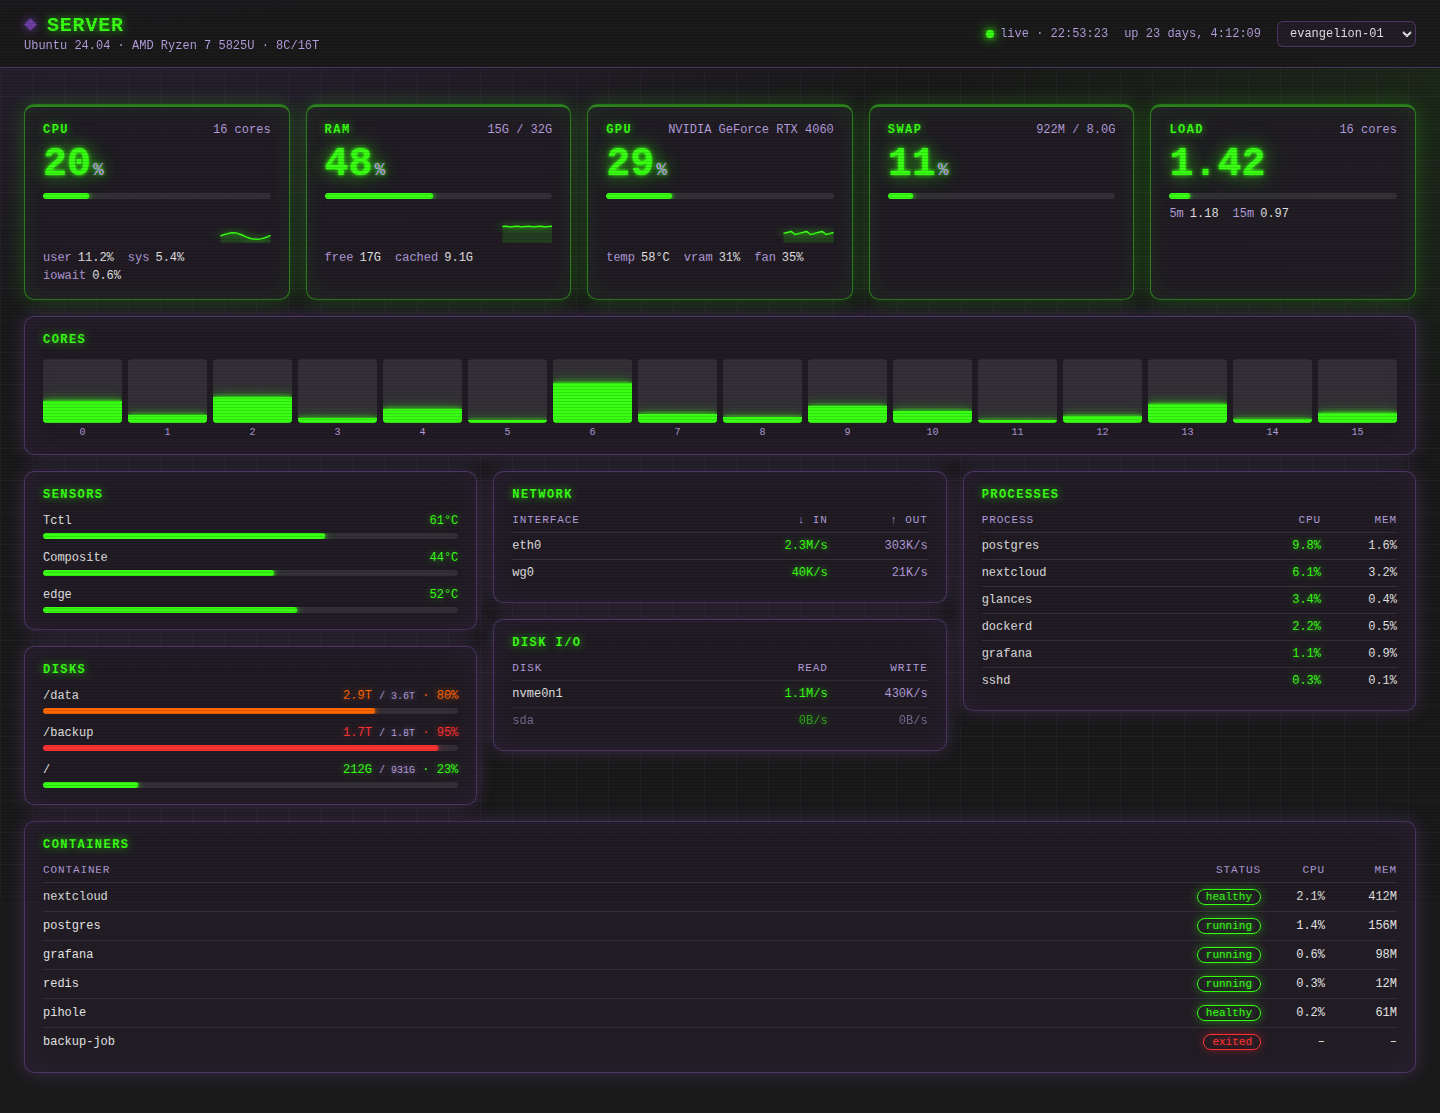 ◆ SERVER
Ubuntu 24.04 · AMD Ryzen 7 5825U · 8C/16T
live · 22:53:23 up 23 days, 4:12:09 evangelion-01
CPU 16 cores
20%
user 11.2% sys 5.4%
iowait 0.6%
RAM 15G / 32G
48%
free 17G cached 9.1G
GPU NVIDIA GeForce RTX 4060
29%
temp 58°C vram 31% fan 35%
SWAP 922M / 8.0G
11%
LOAD 16 cores
1.42
5m 1.18 15m 0.97
CORES
0 1 2 3 4 5 6 7 8 9 10 11 12 13 14 15
SENSORS
Tctl 61°C
Composite 44°C
edge 52°C
DISKS
/data 2.9T / 3.6T · 80%
/backup 1.7T / 1.8T · 95%
/ 212G / 931G · 23%
NETWORK
INTERFACE ↓ IN ↑ OUT
eth0 2.3M/s 303K/s
wg0 40K/s 21K/s
DISK I/O
DISK READ WRITE
nvme0n1 1.1M/s 430K/s
sda 0B/s 0B/s
PROCESSES
PROCESS CPU MEM
postgres 9.8% 1.6%
nextcloud 6.1% 3.2%
glances 3.4% 0.4%
dockerd 2.2% 0.5%
grafana 1.1% 0.9%
sshd 0.3% 0.1%
CONTAINERS
CONTAINER STATUS CPU MEM
nextcloud healthy 2.1% 412M
postgres running 1.4% 156M
grafana running 0.6% 98M
redis running 0.3% 12M
pihole healthy 0.2% 61M
backup-job exited – –